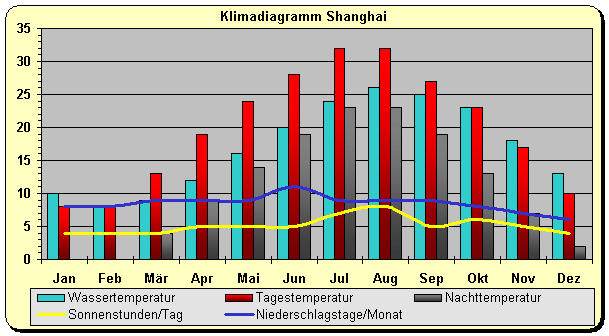 Klimadiagramm Shanghai
35
30
25
20
15
10
5
0
Jan Feb Mär Apr Mai Jun Jul Aug Sep Okt Nov Dez
Wassertemperatur Tagestemperatur Nachttemperatur
Sonnenstunden/Tag Niederschlagstage/Monat